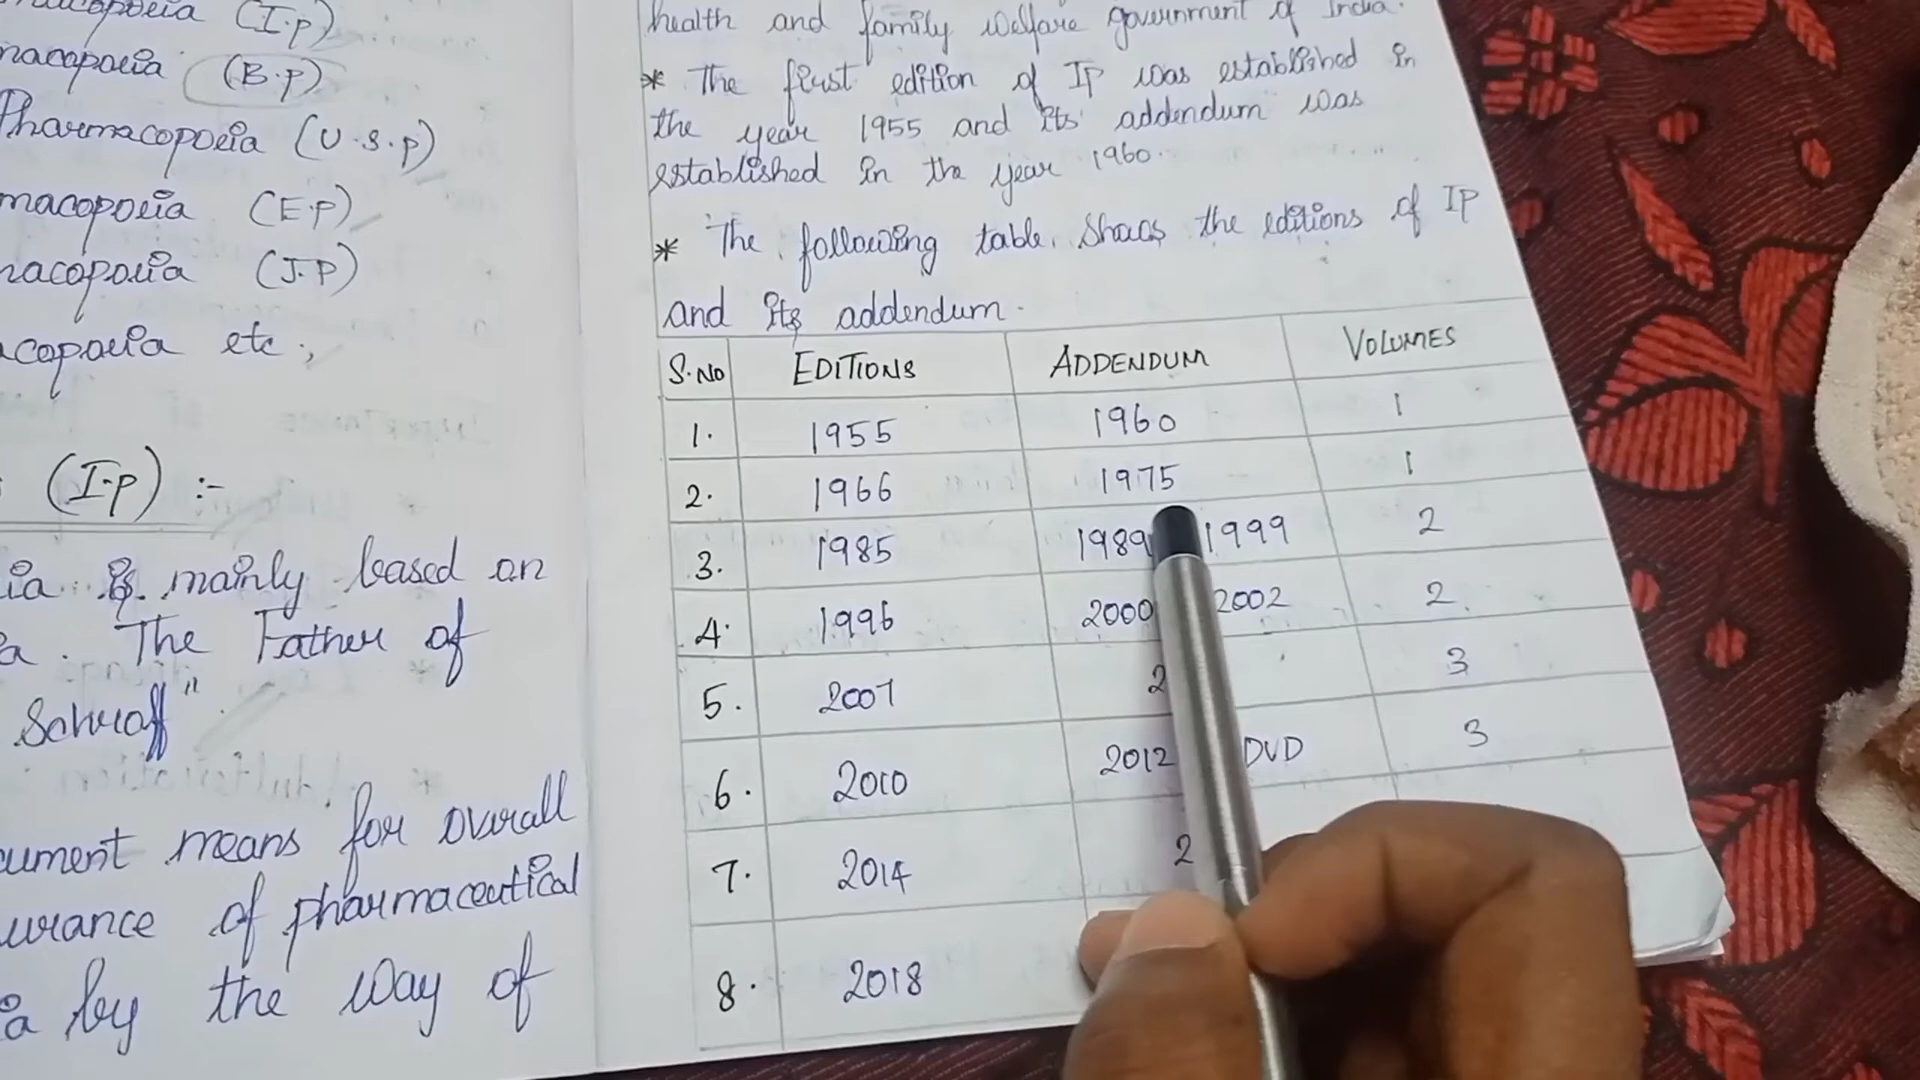 (I.p)
macopoeia (B.p)
Pharmacopoeia (U.S.p)
macopoeia (E.P)
macopoeia (J.P)
copoeia etc.,
(I.p) :-
ia is mainly based on
a. The Father of
Schroff"
cument means for overall
urance of pharmaceutical
a by the way of
health and family welfare government of India.
* The first edition of IP was established in
the year 1955 and its addendum was
established in the year 1960.
* The following table shows the editions of IP
and its addendum.
S.NO EDITIONS ADDENDUM VOLUMES
1. 1955 1960 1
2. 1966 1975 1
3. 1985 1989 1999 2
4. 1996 2000 2002 2
5. 2007 3
6. 2010 2012 DVD 3
7. 2014
8. 2018